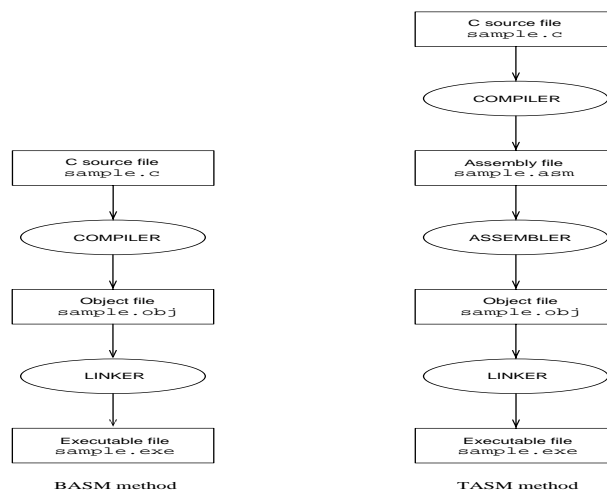 C source file
sample.c
COMPILER
Object file
sample.obj
LINKER
Executable file
sample.exe
BASM method
C source file
sample.c
COMPILER
Assembly file
sample.asm
ASSEMBLER
Object file
sample.obj
LINKER
Executable file
sample.exe
TASM method